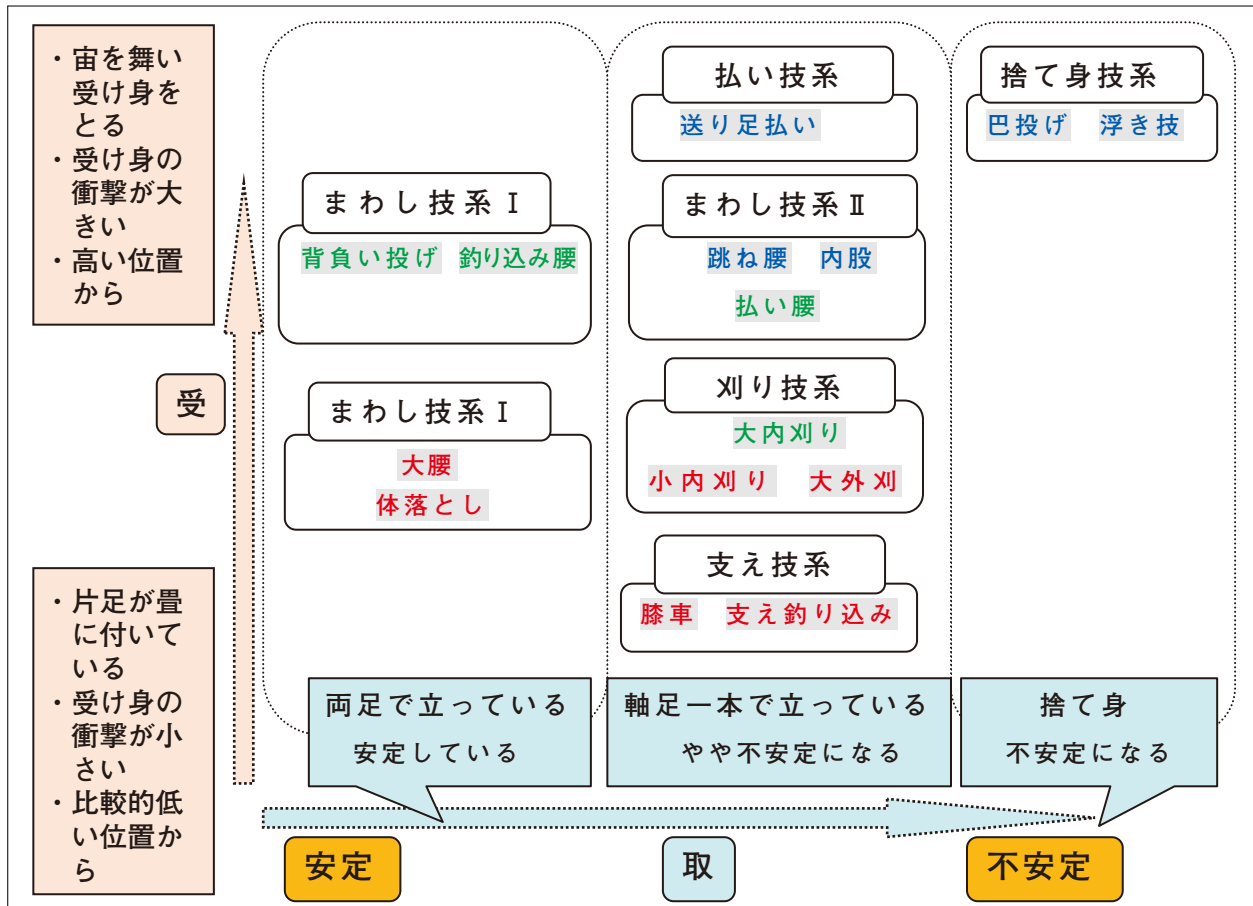 ・宙を舞い
受け身を
とる
・受け身の
衝撃が大
きい
・高い位置
から
受
・片足が畳
に付いて
いる
・受け身の
衝撃が小
さい
・比較的低
い位置か
ら
まわし技系Ⅰ
背負い投げ 釣り込み腰
まわし技系Ⅰ
大腰
体落とし
両足で立っている
安定している
払い技系
送り足払い
まわし技系Ⅱ
跳ね腰 内股
払い腰
刈り技系
大内刈り
小内刈り 大外刈
支え技系
膝車 支え釣り込み
軸足一本で立っている
やや不安定になる
捨て身技系
巴投げ 浮き技
捨て身
不安定になる
安定
取
不安定